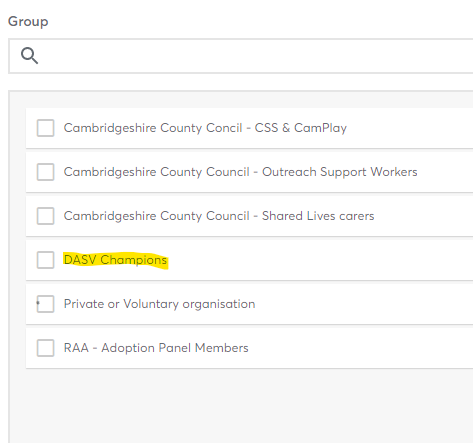 Group
Cambridgeshire County Concil - CSS & CamPlay
Cambridgeshire County Council - Outreach Support Workers
Cambridgeshire County Council - Shared Lives carers
DASV Champions
Private or Voluntary organisation
RAA - Adoption Panel Members